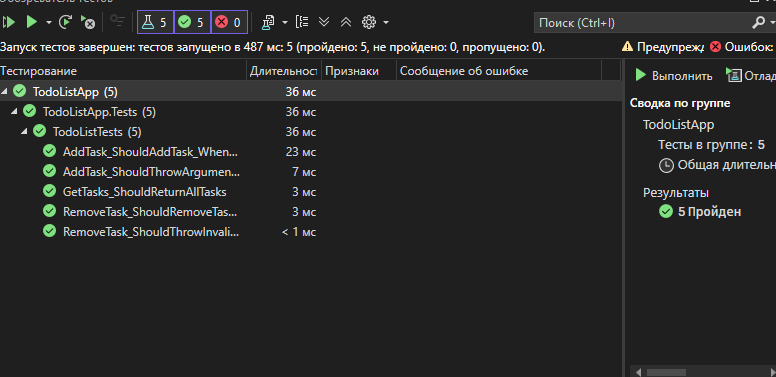 Обозреватель тестов
5 5 0
Поиск (Ctrl+I)
Запуск тестов завершен: тестов запущено в 487 мс: 5 (пройдено: 5, не пройдено: 0, пропущено: 0).
Предупрежд
Ошибок:
Тестирование Длительност Признаки Сообщение об ошибке
TodoListApp (5) 36 мс
TodoListApp.Tests (5) 36 мс
TodoListTests (5) 36 мс
AddTask_ShouldAddTask_When... 23 мс
AddTask_ShouldThrowArgumen... 7 мс
GetTasks_ShouldReturnAllTasks 3 мс
RemoveTask_ShouldRemoveTas... 3 мс
RemoveTask_ShouldThrowInvali... < 1 мс
Выполнить Отлад
Сводка по группе
TodoListApp
Тесты в группе: 5
Общая длительн
Результаты
5 Пройден